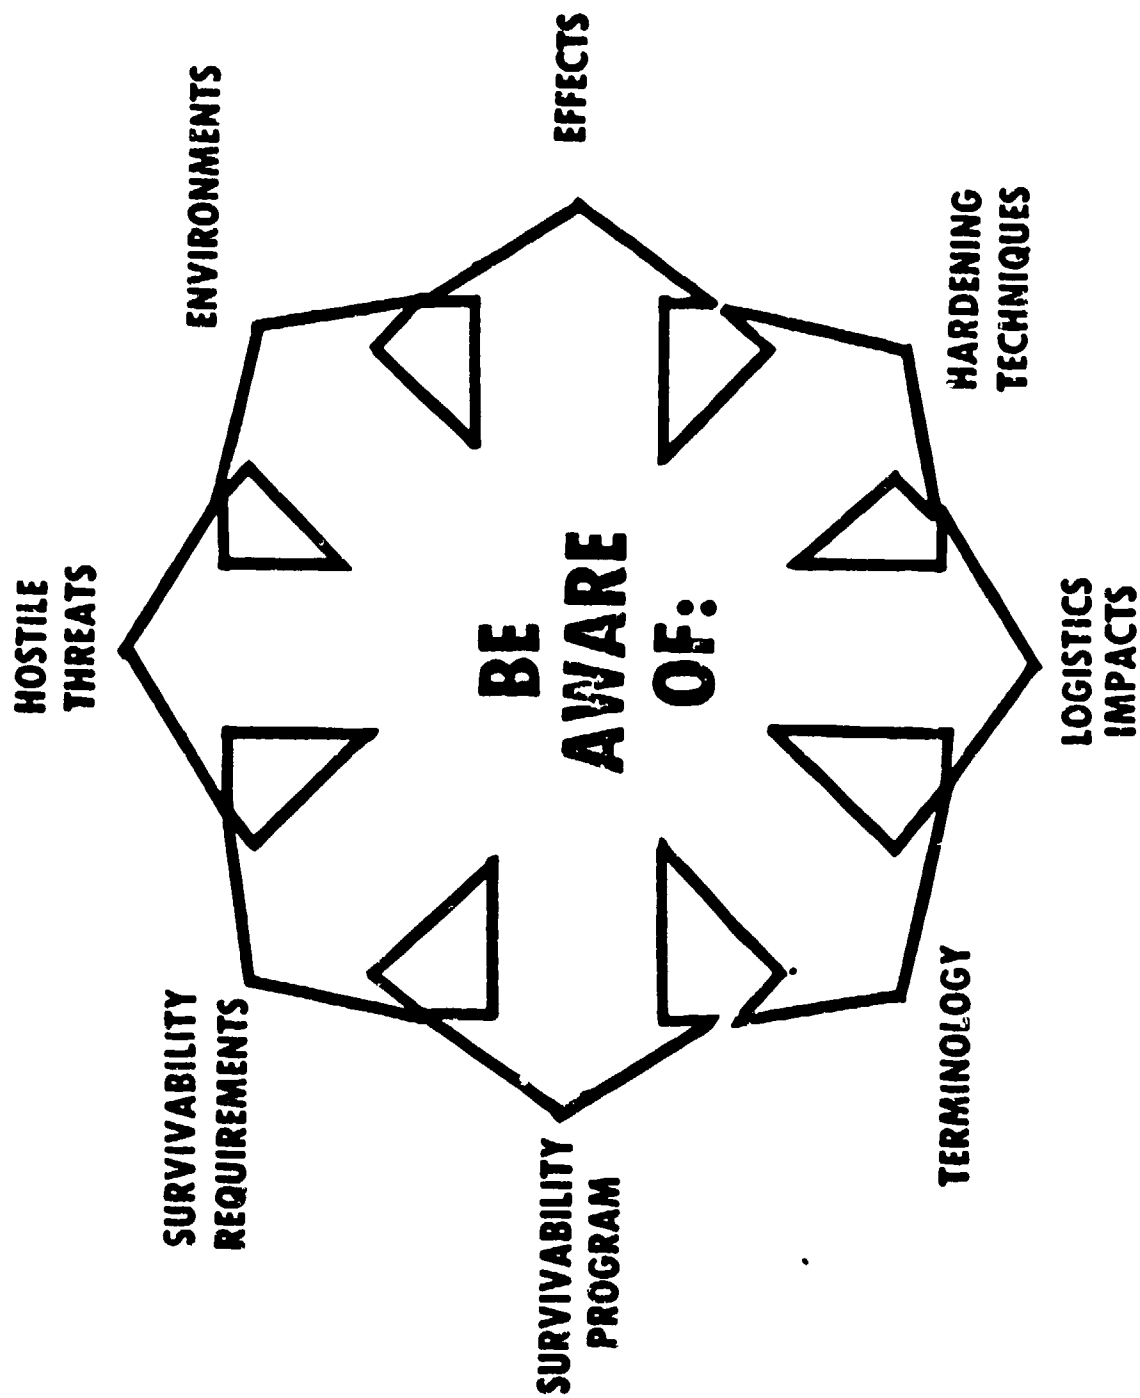 HOSTILE
THREATS
ENVIRONMENTS
EFFECTS
HARDENING
TECHNIQUES
LOGISTICS
IMPACTS
TERMINOLOGY
SURVIVABILITY
PROGRAM
SURVIVABILITY
REQUIREMENTS
BE
AWARE
OF: